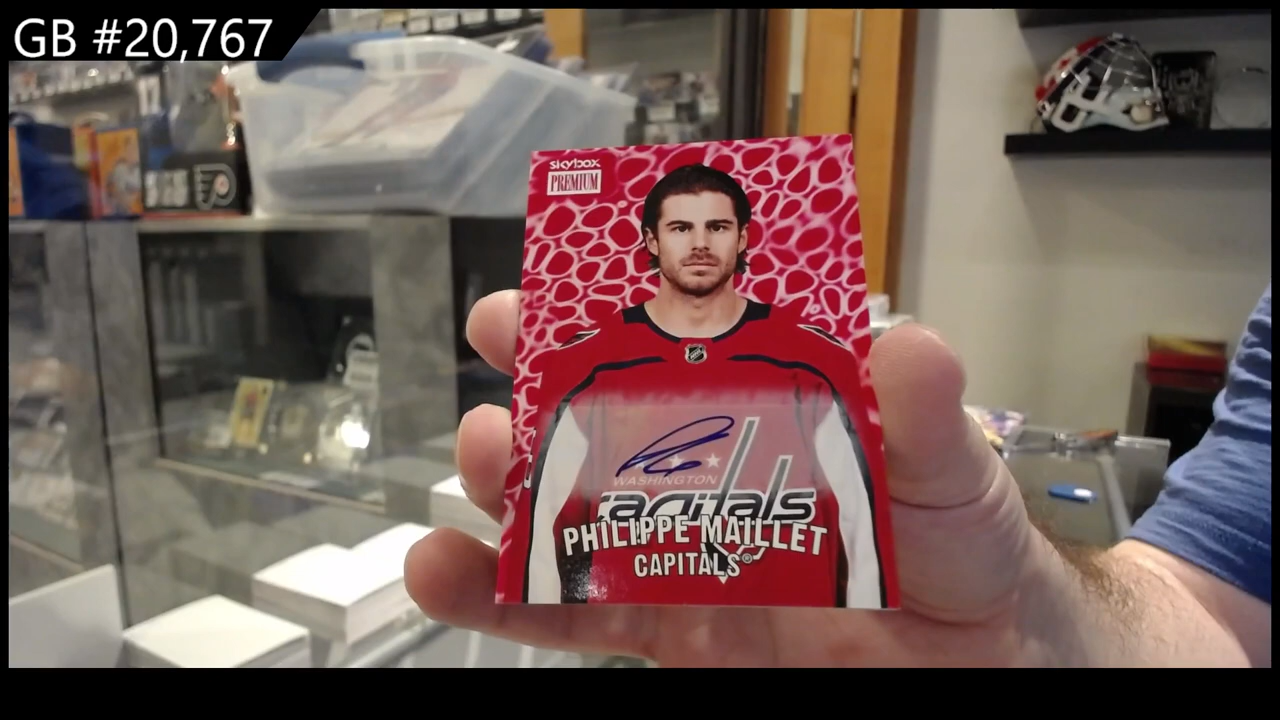 GB #20,767
skybox
PREMIUM
WASHINGTON
capitals
PHILIPPE MAILLET
CAPITALS®